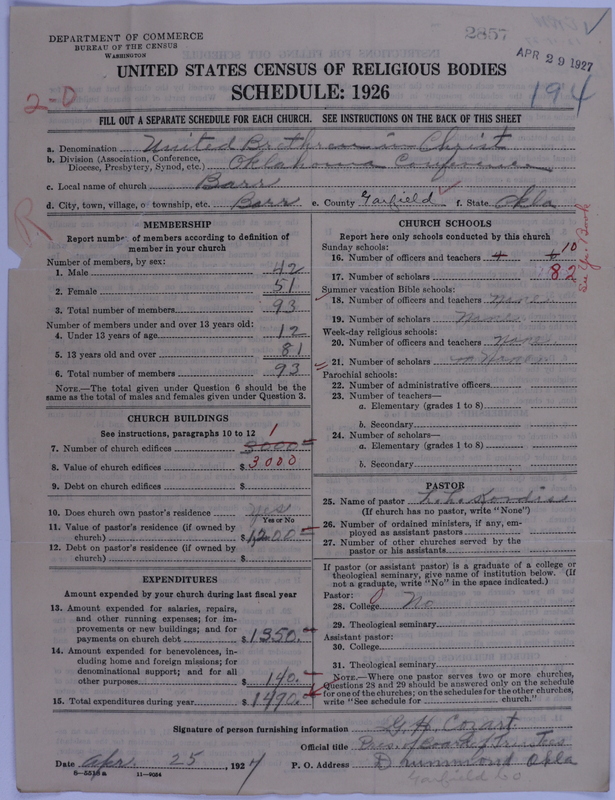 2857
APR 29 1927
194
DEPARTMENT OF COMMERCE
BUREAU OF THE CENSUS
WASHINGTON
UNITED STATES CENSUS OF RELIGIOUS BODIES
SCHEDULE: 1926
2-0
FILL OUT A SEPARATE SCHEDULE FOR EACH CHURCH. SEE INSTRUCTIONS ON THE BACK OF THIS SHEET
a. Denomination United Brethren in Christ
b. Division (Association, Conference, Diocese, Presbytery, Synod, etc.) Oklahoma Conference
c. Local name of church Barr
d. City, town, village, or township, etc. Barr e. County Garfield f. State Okla
R
MEMBERSHIP
Report number of members according to definition of
member in your church
Number of members, by sex:
1. Male 42
2. Female 51
3. Total number of members 93
Number of members under and over 13 years old:
4. Under 13 years of age 12
5. 13 years old and over 81
6. Total number of members 93
NOTE.—The total given under Question 6 should be the
same as the total of males and females given under Question 3.
CHURCH BUILDINGS
See instructions, paragraphs 10 to 12
7. Number of church edifices 3000 1
8. Value of church edifices $ 3000
9. Debt on church edifices $
10. Does church own pastor's residence yes
Yes or No
11. Value of pastor's residence (if owned by
church) $ 1200
12. Debt on pastor's residence (if owned by
church) $
EXPENDITURES
Amount expended by your church during last fiscal year
13. Amount expended for salaries, repairs,
and other running expenses; for im-
provements or new buildings; and for
payments on church debt $ 1350.
14. Amount expended for benevolences, in-
cluding home and foreign missions; for
denominational support; and for all
other purposes $ 140.
15. Total expenditures during year $ 1490.
CHURCH SCHOOLS
Report here only schools conducted by this church
Sunday schools:
16. Number of officers and teachers 10
17. Number of scholars 82
See Yr. Book
Summer vacation Bible schools:
18. Number of officers and teachers None
19. Number of scholars None
Week-day religious schools:
20. Number of officers and teachers None
21. Number of scholars None
Parochial schools:
22. Number of administrative officers
23. Number of teachers—
a. Elementary (grades 1 to 8)
b. Secondary
24. Number of scholars—
a. Elementary (grades 1 to 8)
b. Secondary
PASTOR
25. Name of pastor
(If church has no pastor, write "None")
26. Number of ordained ministers, if any, em-
ployed as assistant pastors
27. Number of other churches served by the
pastor or his assistants
If pastor (or assistant pastor) is a graduate of a college or
theological seminary, give name of institution below. (If
not a graduate, write "No" in the space indicated.)
Pastor:
28. College No
29. Theological seminary
Assistant pastor:
30. College
31. Theological seminary
NOTE.—Where one pastor serves two or more churches,
Questions 28 and 29 should be answered only on the schedule
for one of the churches; on the schedules for the other churches,
write "See schedule for church."
Signature of person furnishing information G. H. Cozart
Official title Pres. of Board of Trustees
Date Apr. 25, 1927 P. O. Address Drummond Okla
Garfield Co
8-5518a 11-9084